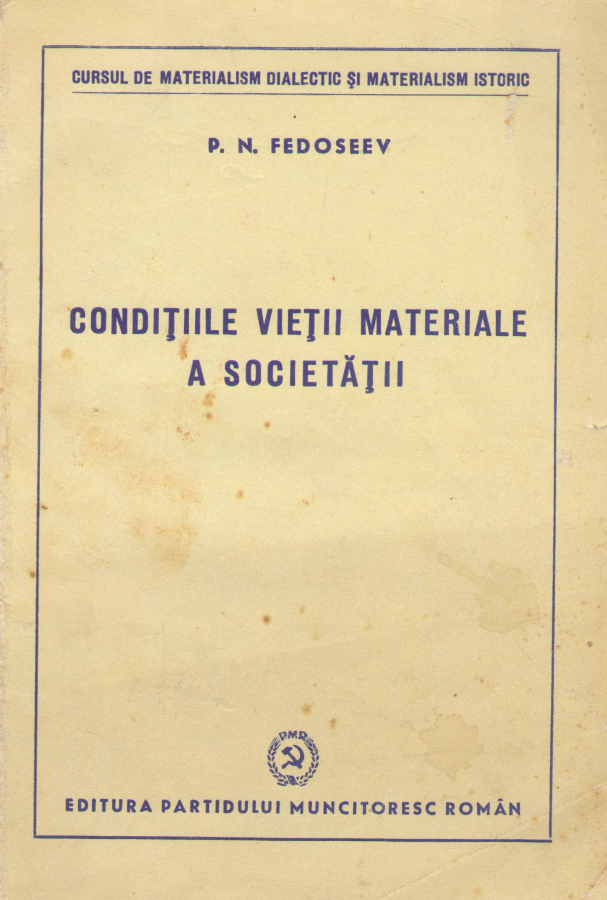 CURSUL DE MATERIALISM DIALECTIC ŞI MATERIALISM ISTORIC
P. N. FEDOSEEV
CONDIŢIILE VIEŢII MATERIALE
A SOCIETĂŢII
PMR
EDITURA PARTIDULUI MUNCITORESC ROMÂN